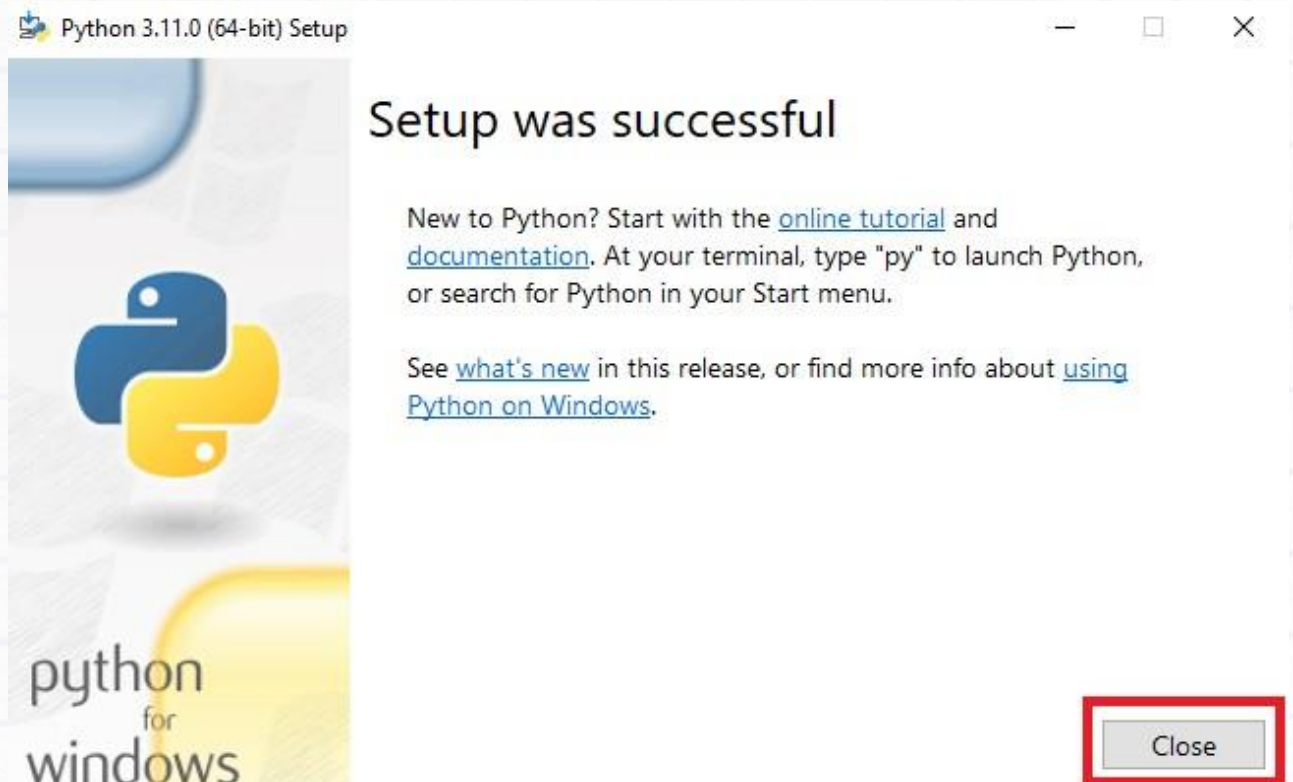 Python 3.11.0 (64-bit) Setup
Setup was successful
New to Python? Start with the online tutorial and
documentation. At your terminal, type "py" to launch Python,
or search for Python in your Start menu.
See what's new in this release, or find more info about using
Python on Windows.
python
for
windows
Close